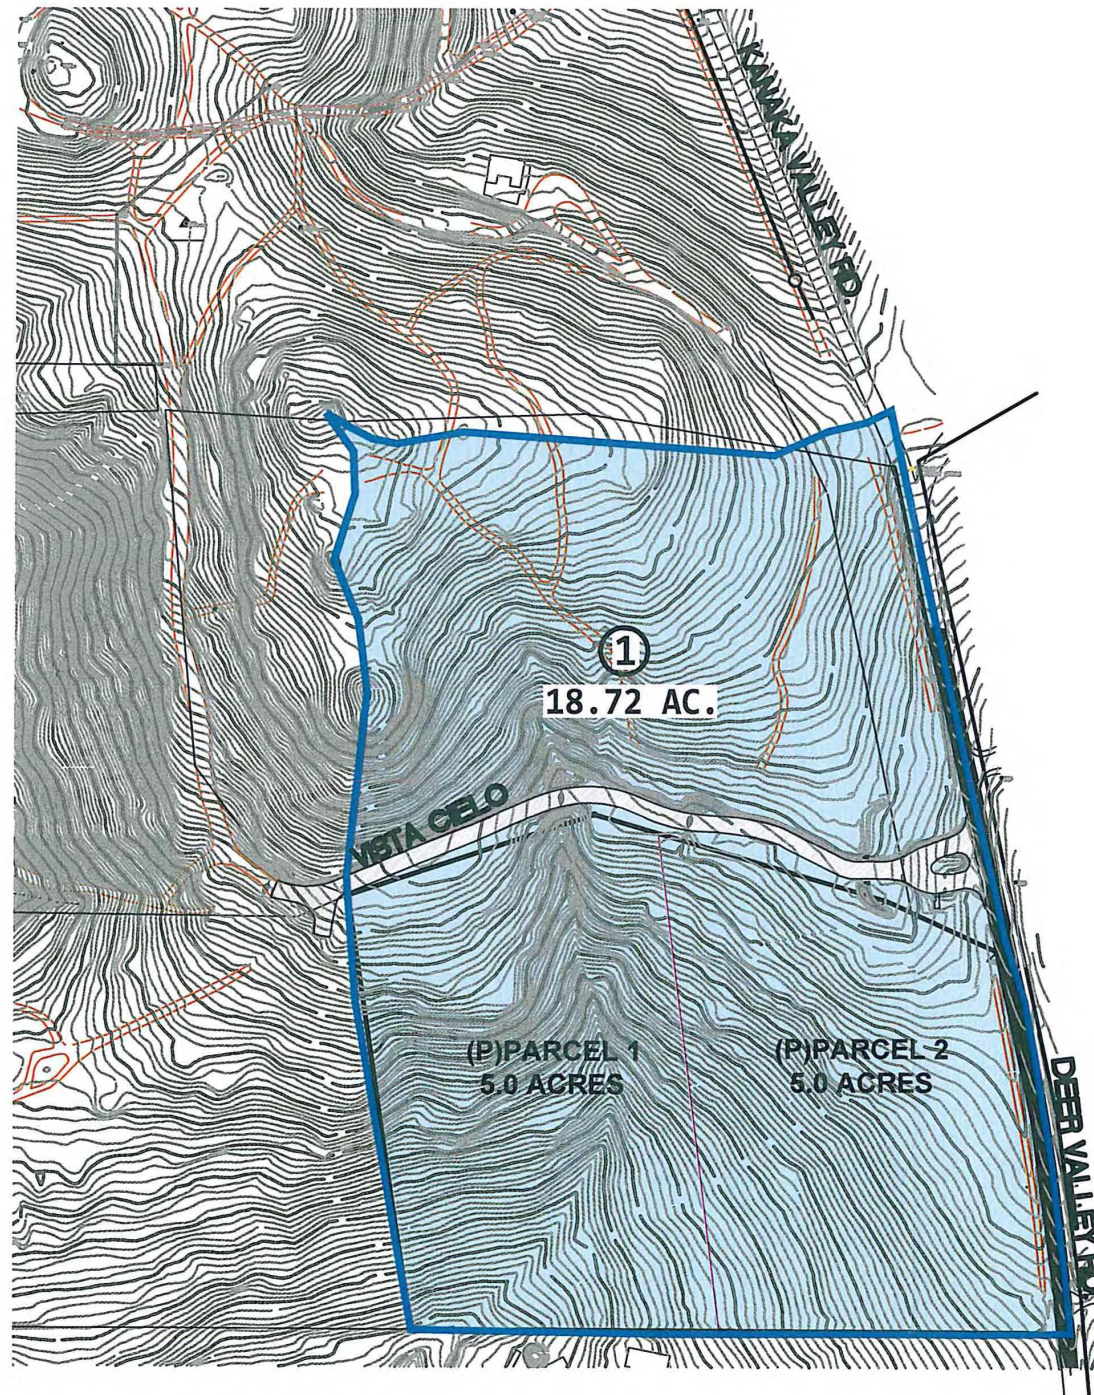 KANAKA VALLEY RD.
1
18.72 AC.
VISTA CIELO
(P)PARCEL 1
5.0 ACRES
(P)PARCEL 2
5.0 ACRES
DEER VALLEY RD.